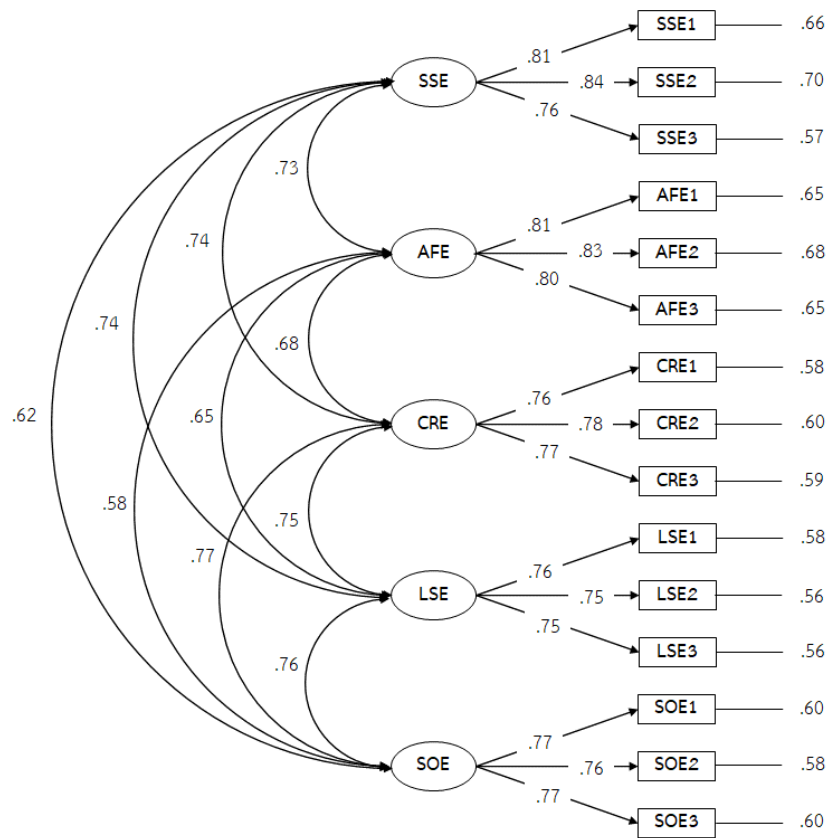 SSE1
.66
.81
SSE
.84
SSE2
.70
.76
SSE3
.57
.73
AFE1
.65
.81
.74
AFE
.83
AFE2
.68
.80
AFE3
.65
.74
.68
CRE1
.58
.76
.62
.65
CRE
.78
CRE2
.60
.77
CRE3
.59
.58
.75
LSE1
.58
.77
.76
LSE
.75
LSE2
.56
.75
LSE3
.56
.76
SOE1
.60
.77
SOE
.76
SOE2
.58
.77
SOE3
.60